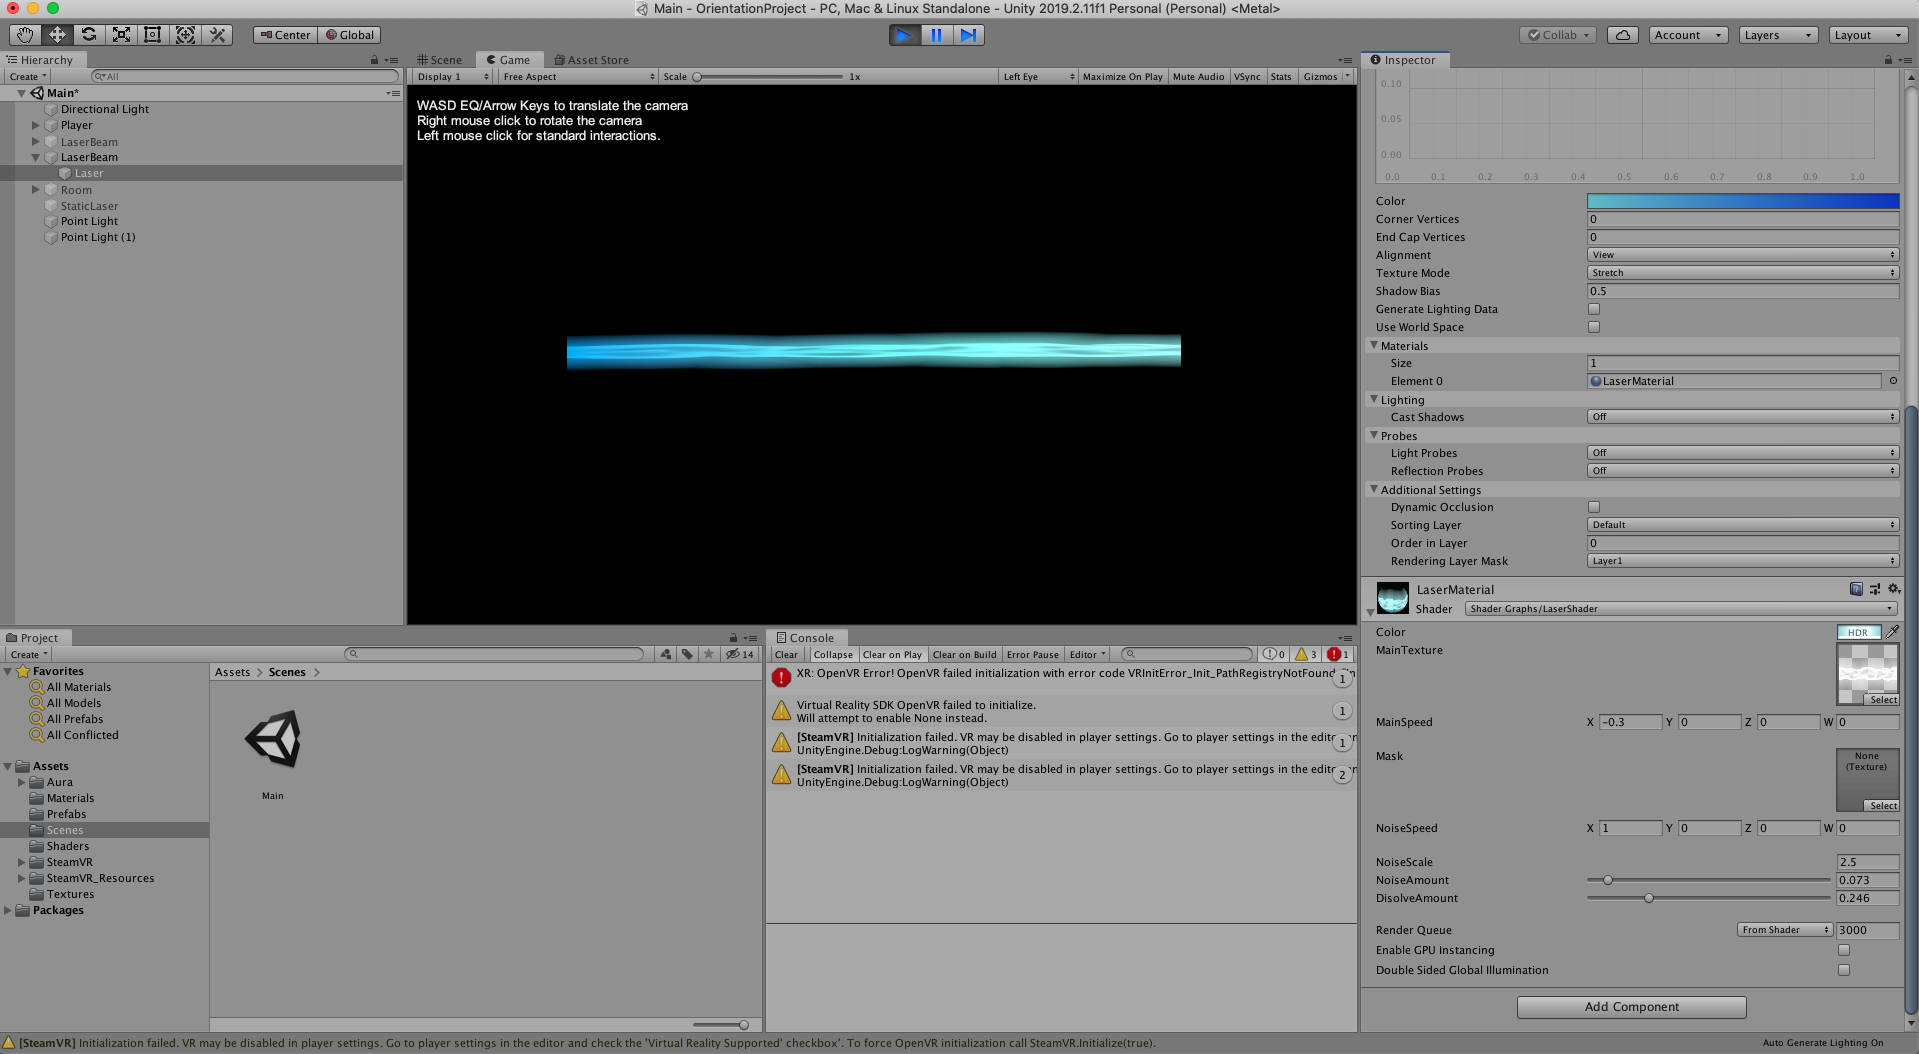 Main - OrientationProject - PC, Mac & Linux Standalone - Unity 2019.2.11f1 Personal (Personal) <Metal>
Center Global Collab Account Layers Layout
Hierarchy
Create All
Main*
Directional Light
Player
LaserBeam
LaserBeam
Laser
Room
StaticLaser
Point Light
Point Light (1)
Scene Game Asset Store
Display 1 Free Aspect Scale 1x Left Eye Maximize On Play Mute Audio VSync Stats Gizmos
WASD EQ/Arrow Keys to translate the camera
Right mouse click to rotate the camera
Left mouse click for standard interactions.
Project
Create 14
Favorites
All Materials
All Models
All Prefabs
All Conflicted
Assets
Aura
Materials
Prefabs
Scenes
Shaders
SteamVR
SteamVR_Resources
Textures
Packages
Assets > Scenes >
Main
Console
Clear Collapse Clear on Play Clear on Build Error Pause Editor 0 3 1
XR: OpenVR Error! OpenVR failed initialization with error code VRInitError_Init_PathRegistryNotFound: 1
Virtual Reality SDK OpenVR failed to initialize.
Will attempt to enable None instead. 1
[SteamVR] Initialization failed. VR may be disabled in player settings. Go to player settings in the editor
UnityEngine.Debug:LogWarning(Object) 1
[SteamVR] Initialization failed. VR may be disabled in player settings. Go to player settings in the editor
UnityEngine.Debug:LogWarning(Object) 2
Inspector
0.10
0.05
0.00
0.0 0.1 0.2 0.3 0.4 0.5 0.6 0.7 0.8 0.9 1.0
Color
Corner Vertices 0
End Cap Vertices 0
Alignment View
Texture Mode Stretch
Shadow Bias 0.5
Generate Lighting Data
Use World Space
Materials
Size 1
Element 0 LaserMaterial
Lighting
Cast Shadows Off
Probes
Light Probes Off
Reflection Probes Off
Additional Settings
Dynamic Occlusion
Sorting Layer Default
Order in Layer 0
Rendering Layer Mask Layer1
LaserMaterial
Shader Shader Graphs/LaserShader
Color HDR
MainTexture
Select
MainSpeed X -0.3 Y 0 Z 0 W 0
Mask None
(Texture)
Select
NoiseSpeed X 1 Y 0 Z 0 W 0
NoiseScale 2.5
NoiseAmount 0.073
DisolveAmount 0.246
Render Queue From Shader 3000
Enable GPU Instancing
Double Sided Global Illumination
Add Component
[SteamVR] Initialization failed. VR may be disabled in player settings. Go to player settings in the editor and check the 'Virtual Reality Supported' checkbox'. To force OpenVR initialization call SteamVR.Initialize(true).
Auto Generate Lighting On